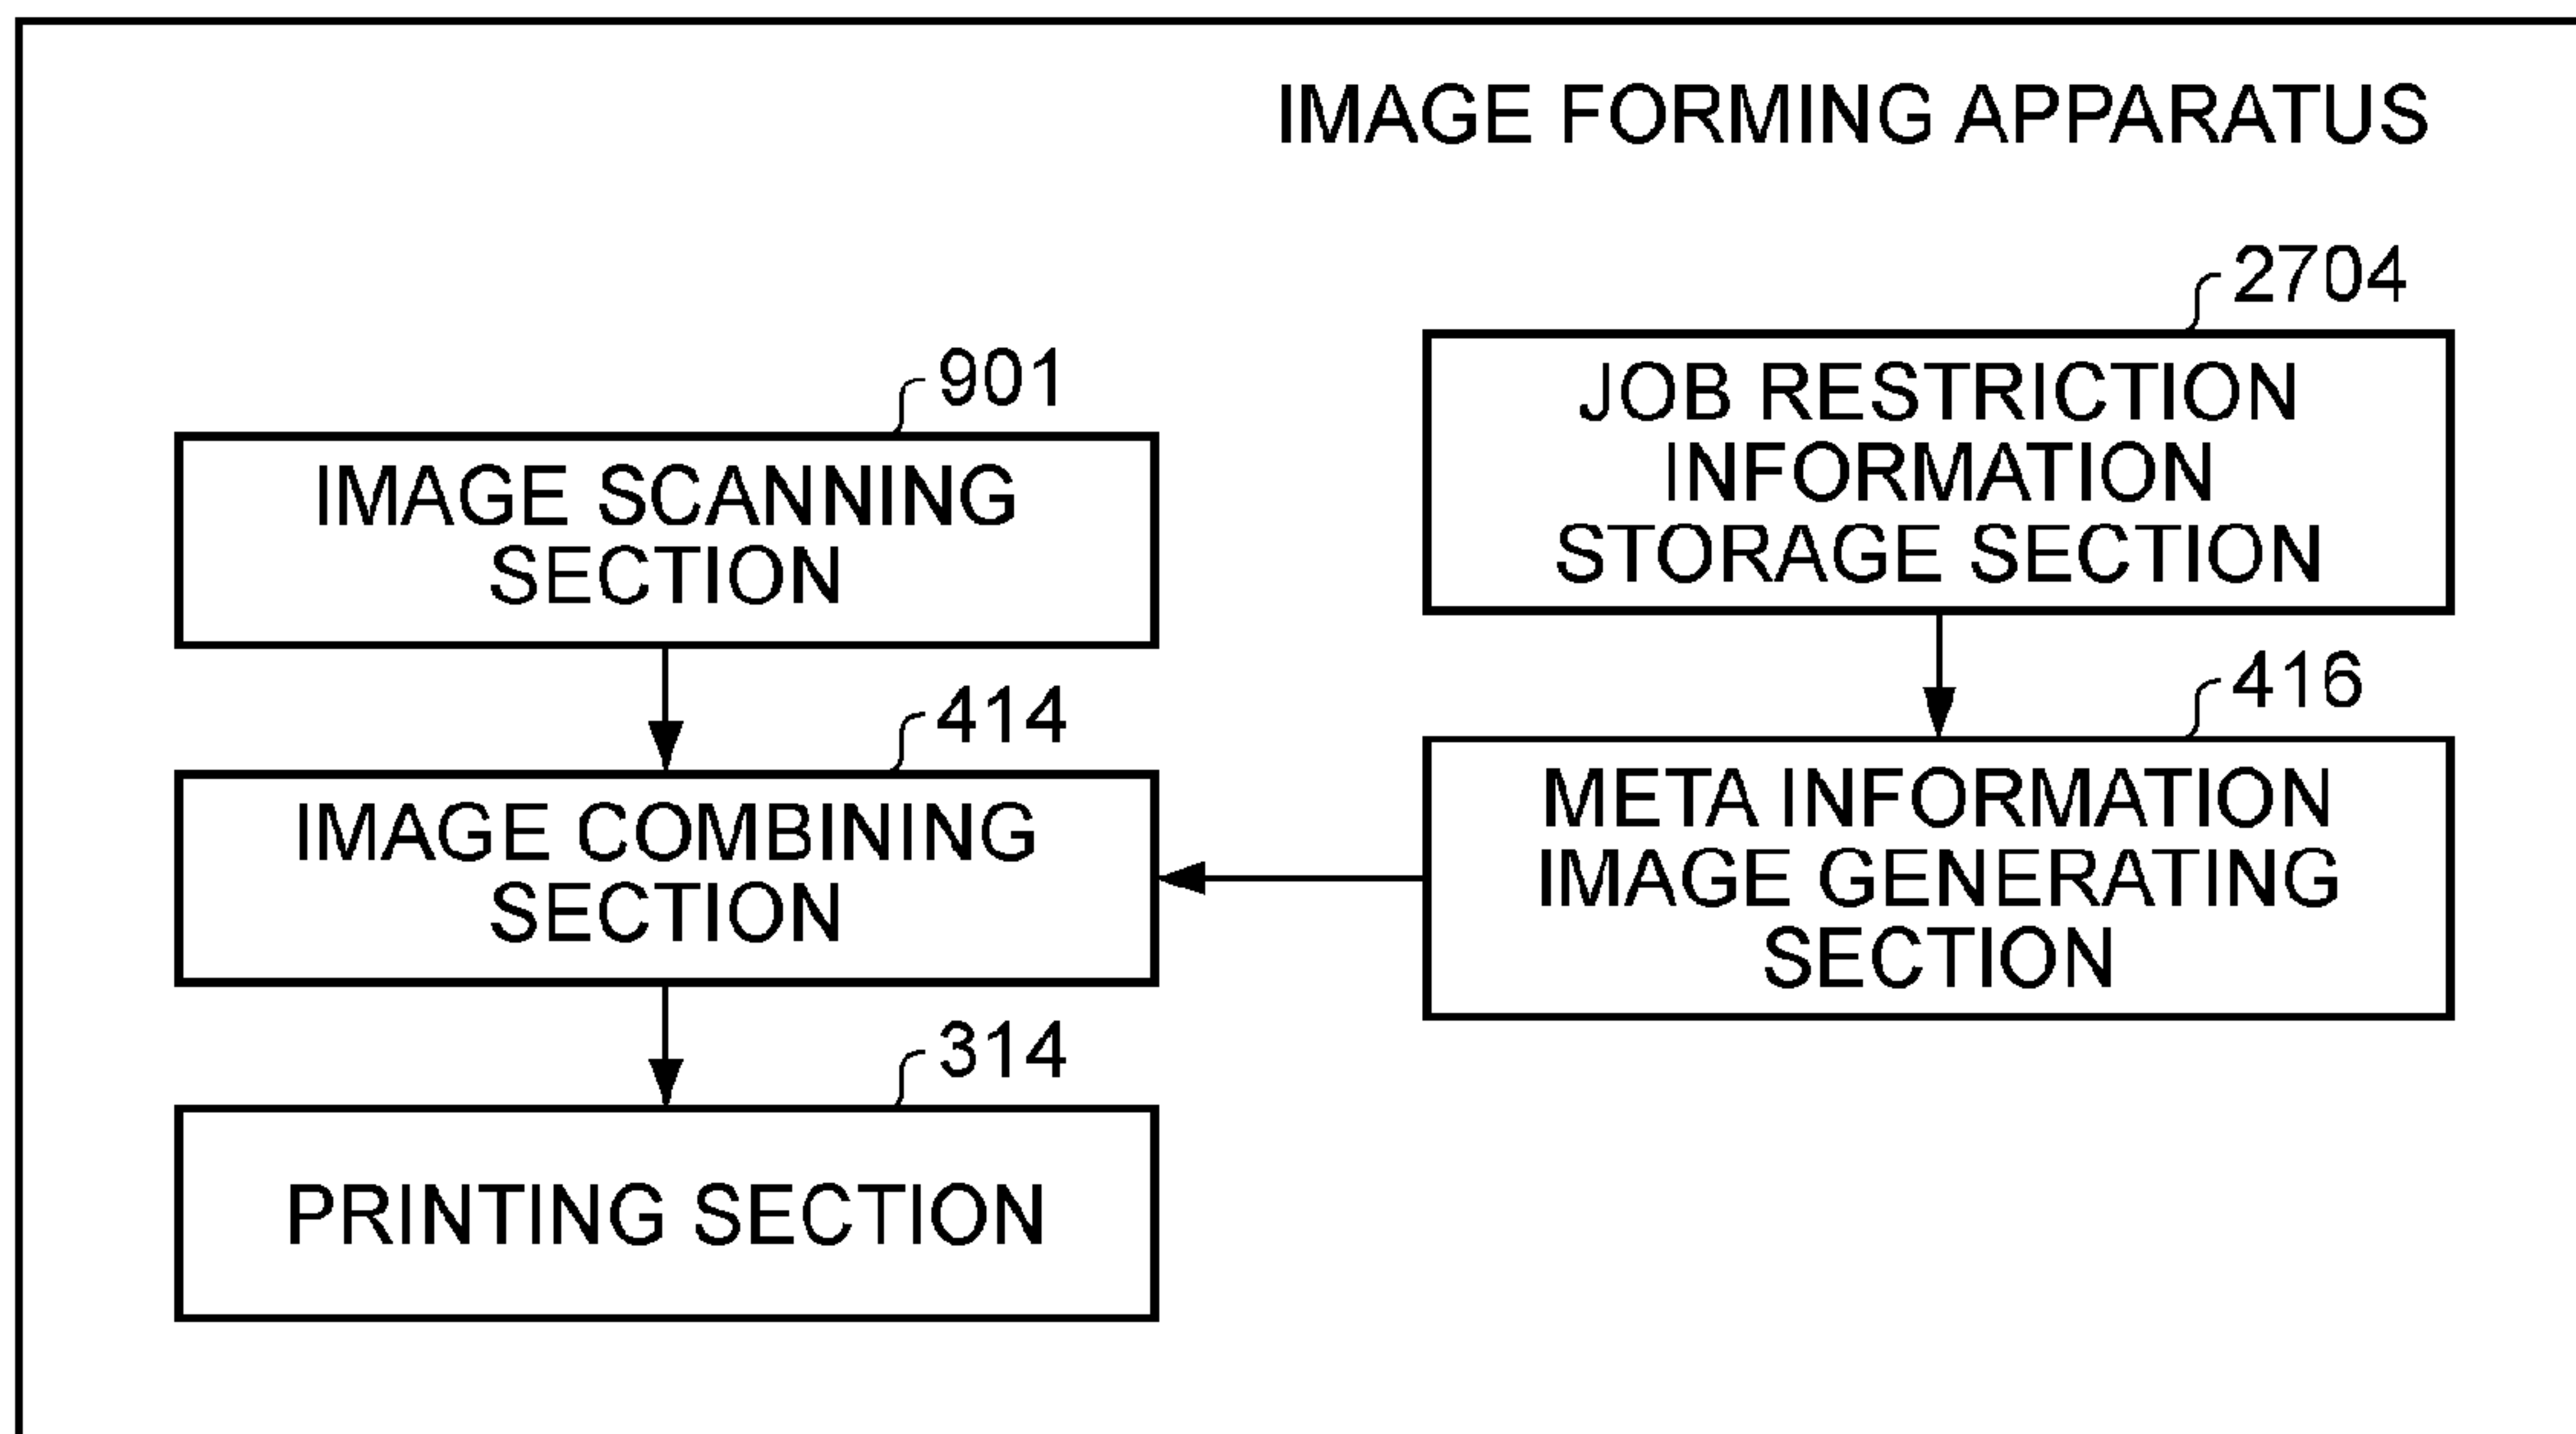 IMAGE FORMING APPARATUS
901
IMAGE SCANNING
SECTION
414
IMAGE COMBINING
SECTION
314
PRINTING SECTION
2704
JOB RESTRICTION
INFORMATION
STORAGE SECTION
416
META INFORMATION
IMAGE GENERATING
SECTION